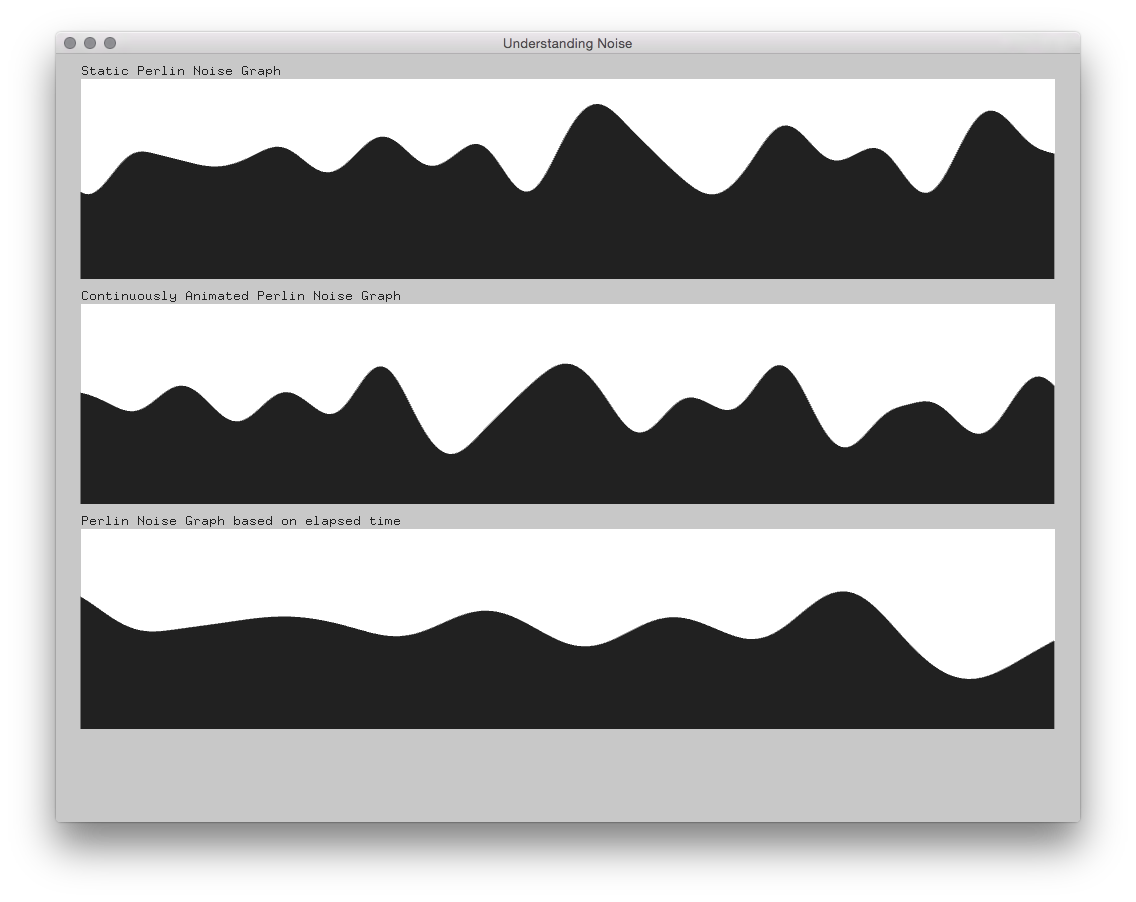 Understanding Noise
Static Perlin Noise Graph
Continuously Animated Perlin Noise Graph
Perlin Noise Graph based on elapsed time